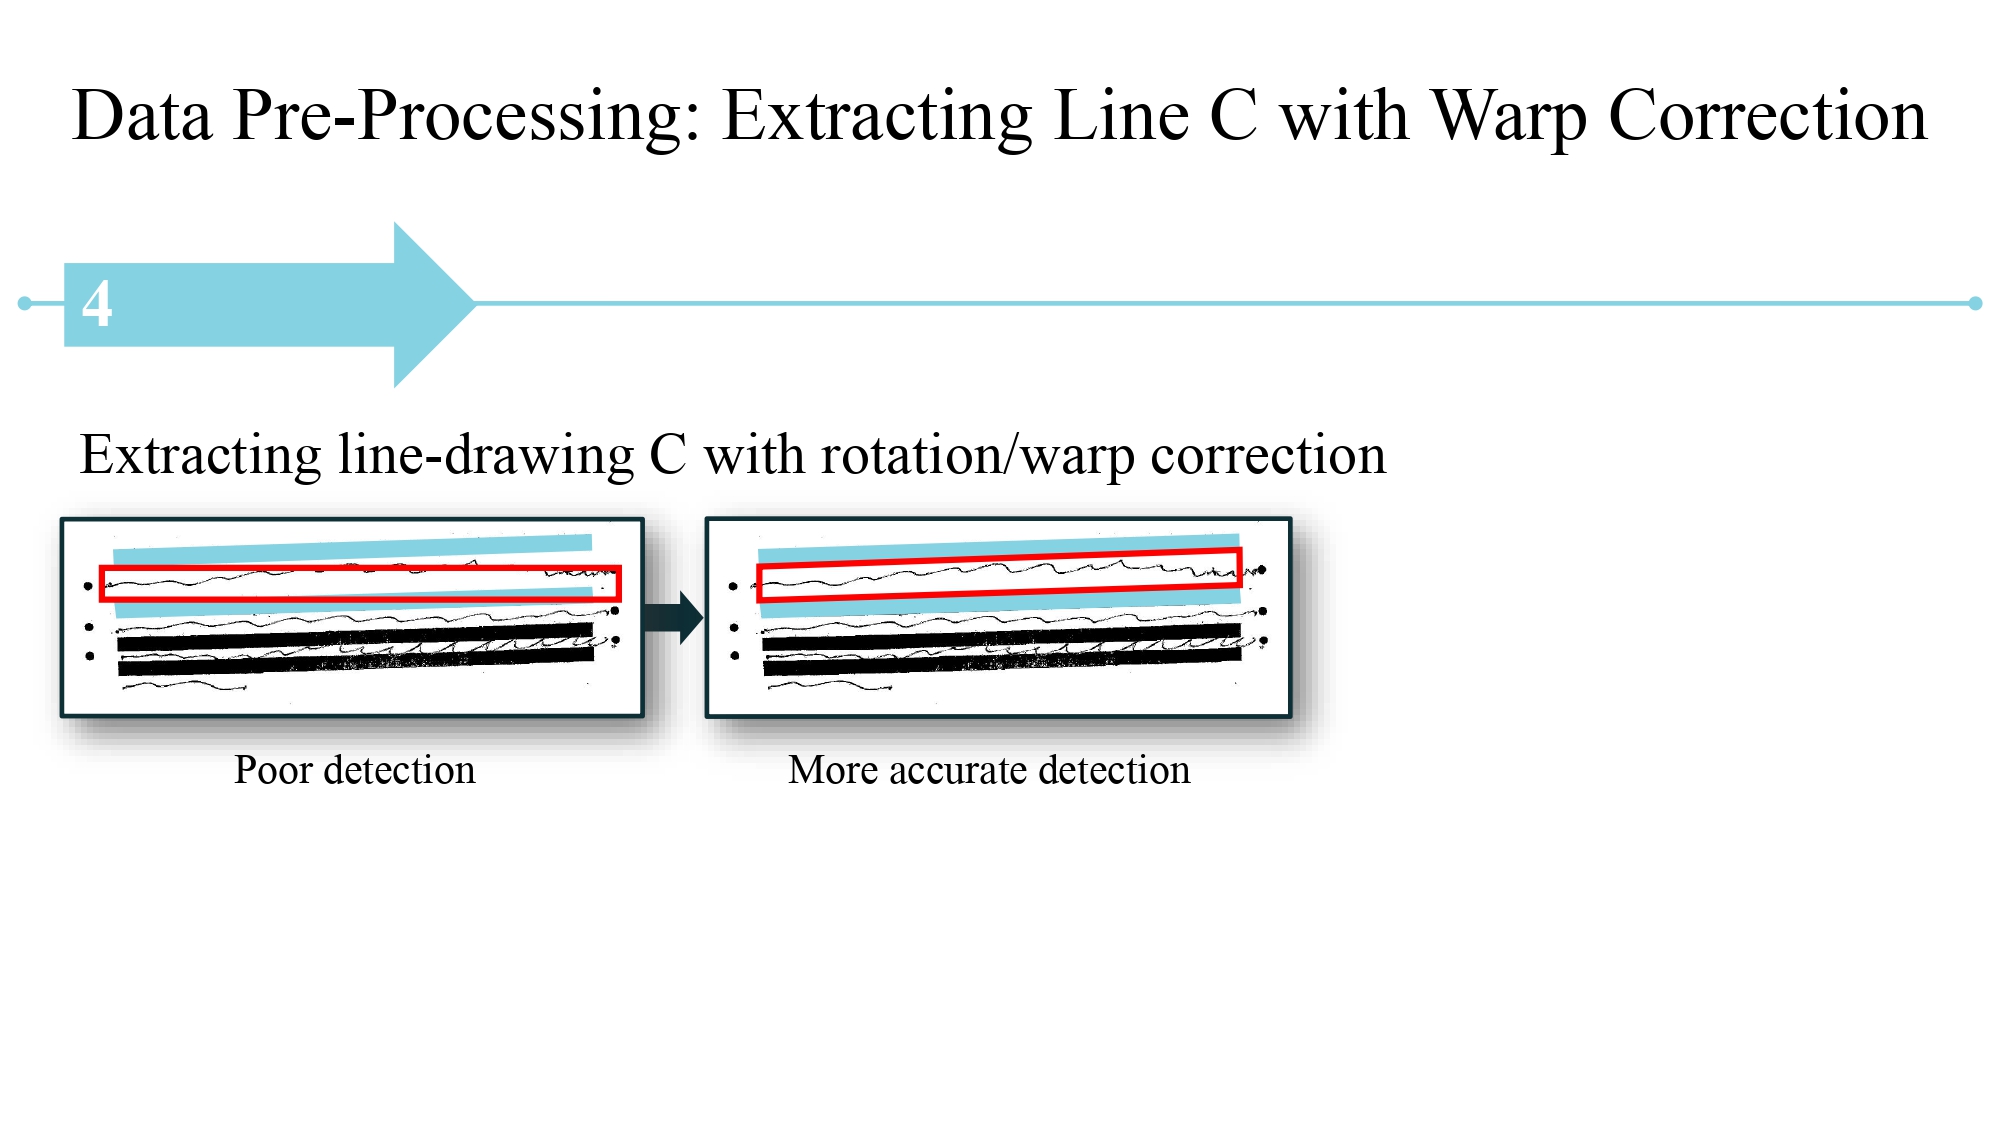 Data Pre-Processing: Extracting Line C with Warp Correction
4
Extracting line-drawing C with rotation/warp correction
Poor detection
More accurate detection